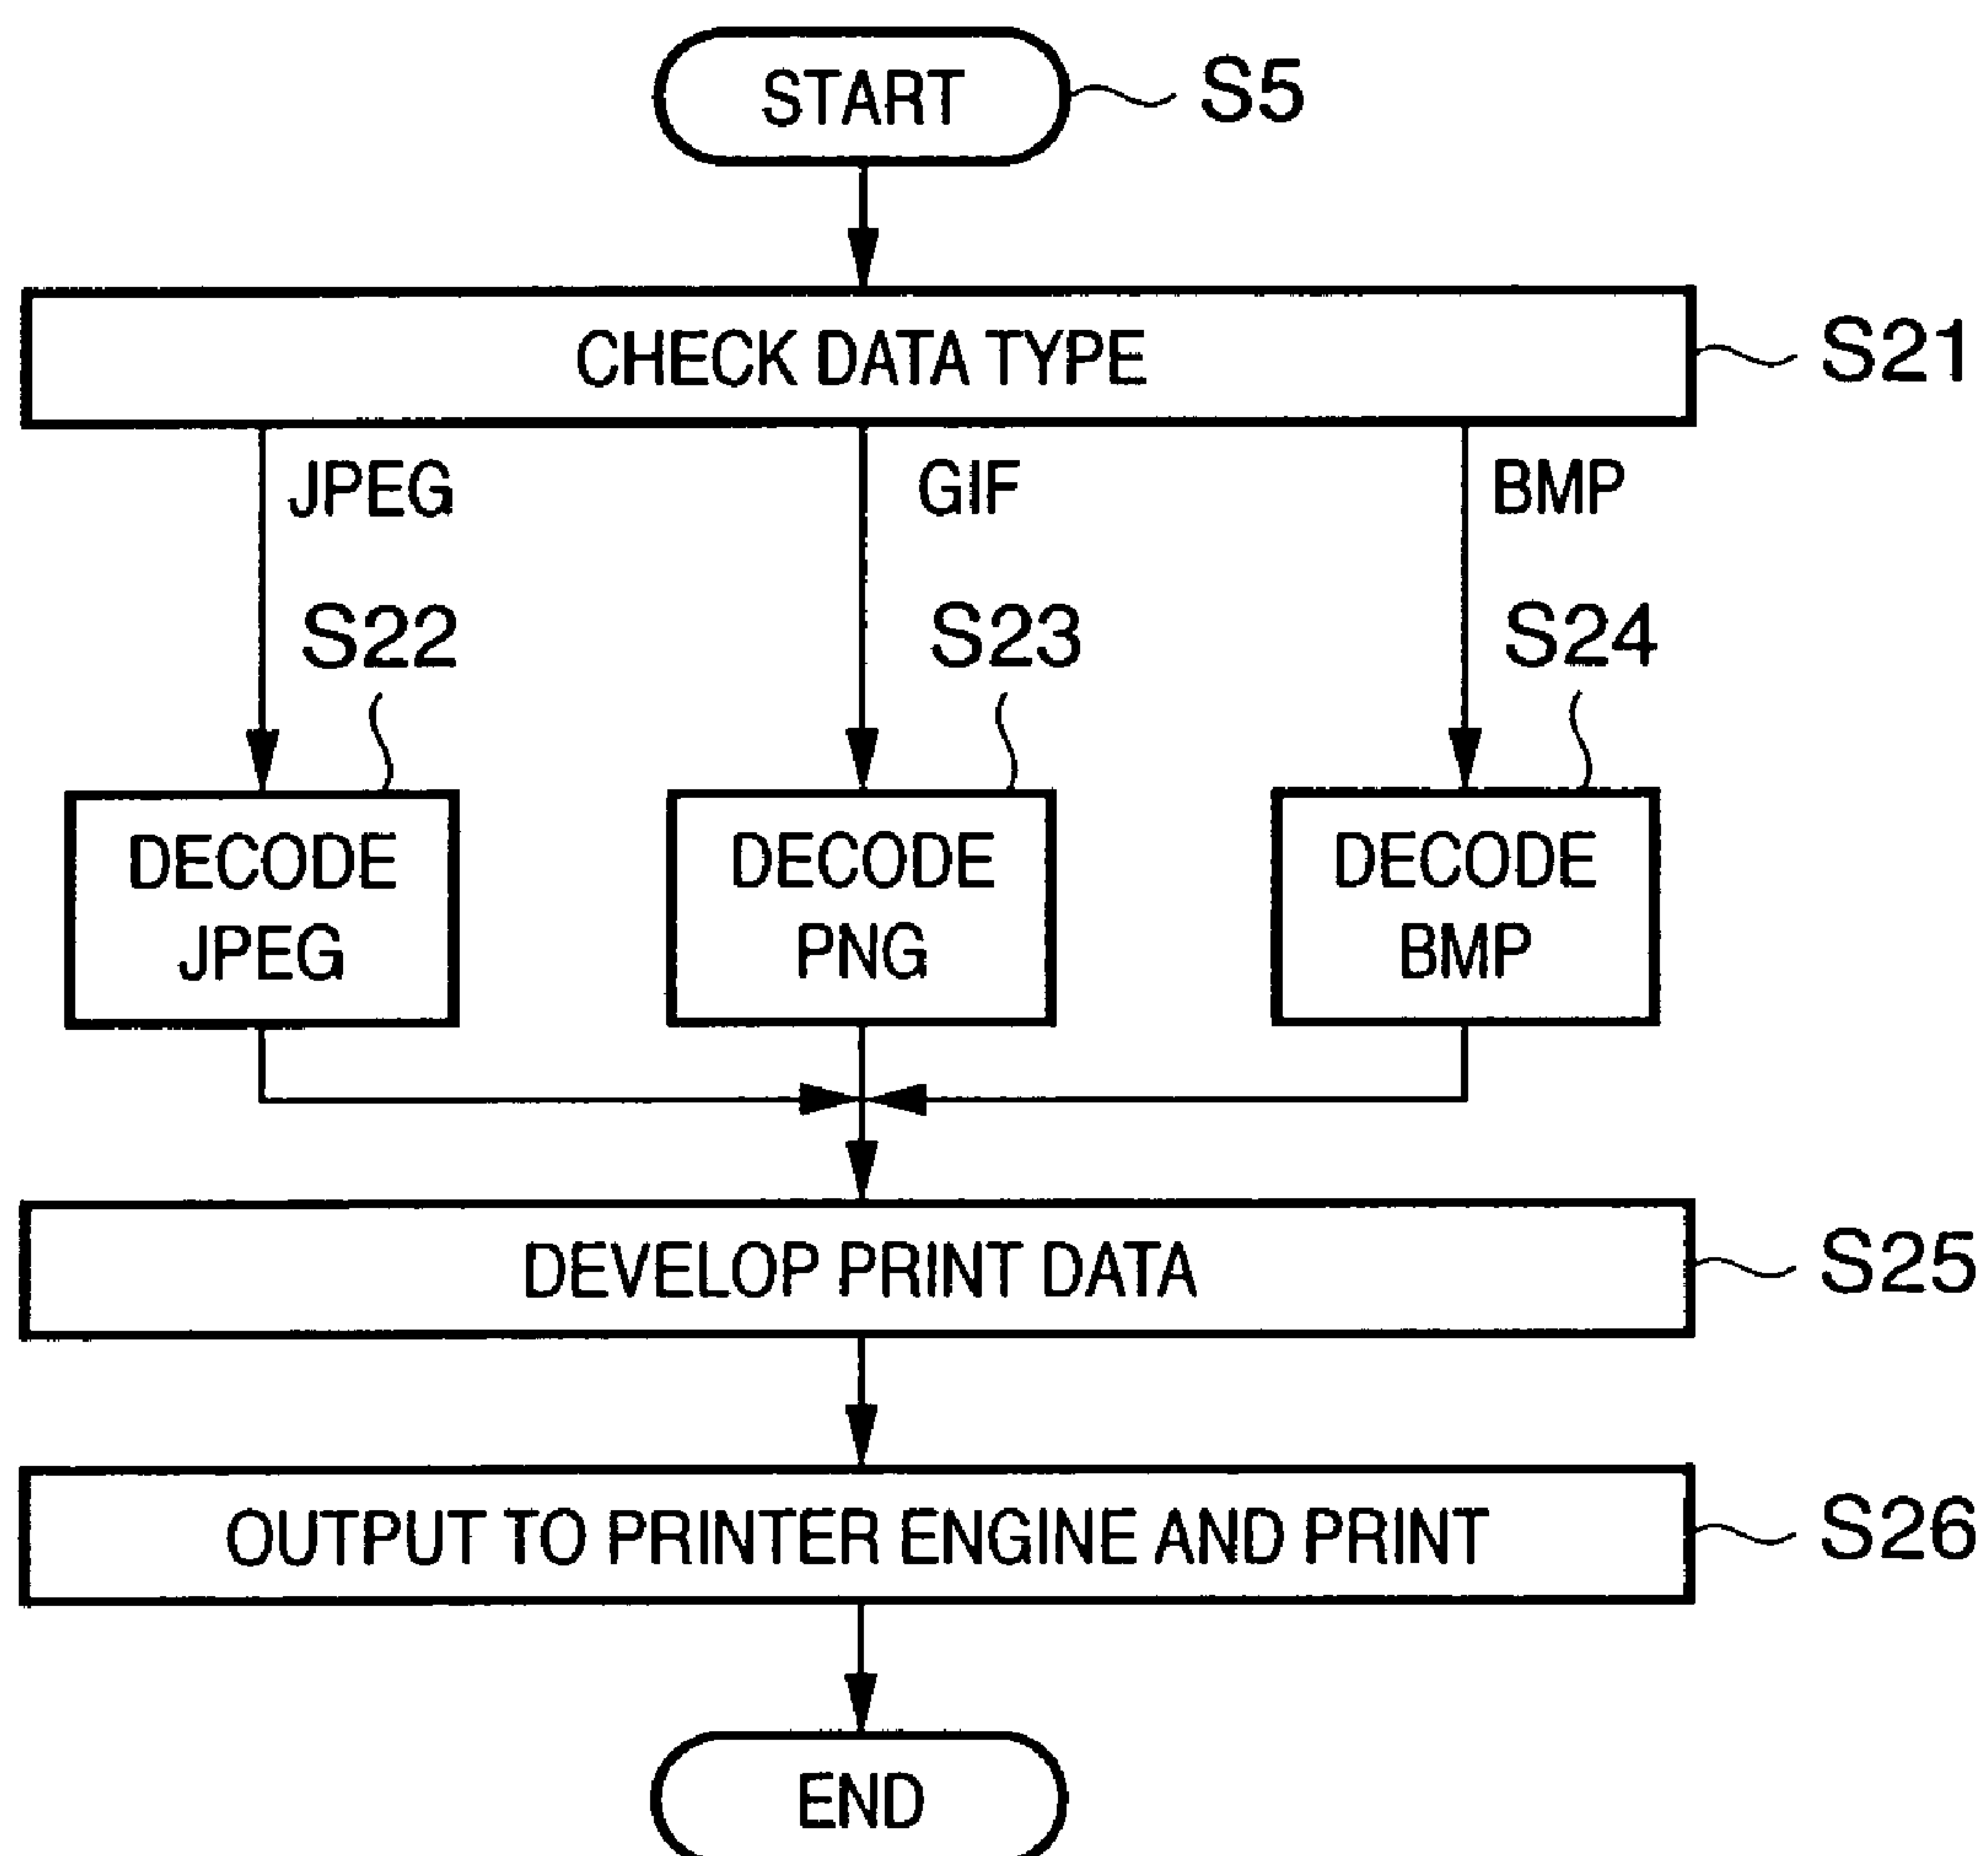 START S5
CHECK DATA TYPE S21
JPEG GIF BMP
S22 S23 S24
DECODE
JPEG
DECODE
PNG
DECODE
BMP
DEVELOP PRINT DATA S25
OUTPUT TO PRINTER ENGINE AND PRINT S26
END